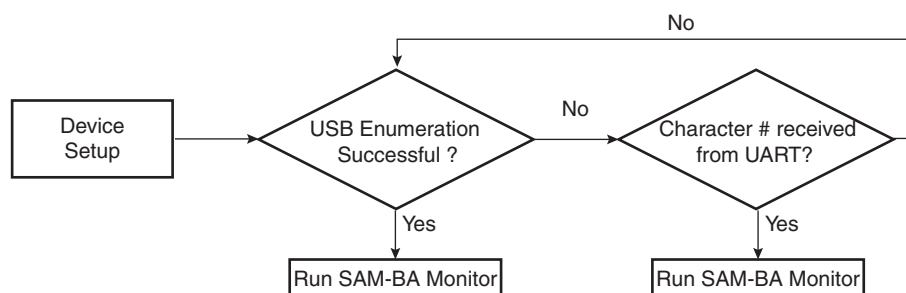 No
Device
Setup
USB Enumeration
Successful ?
No
Character # received
from UART?
Yes
Yes
Run SAM-BA Monitor
Run SAM-BA Monitor